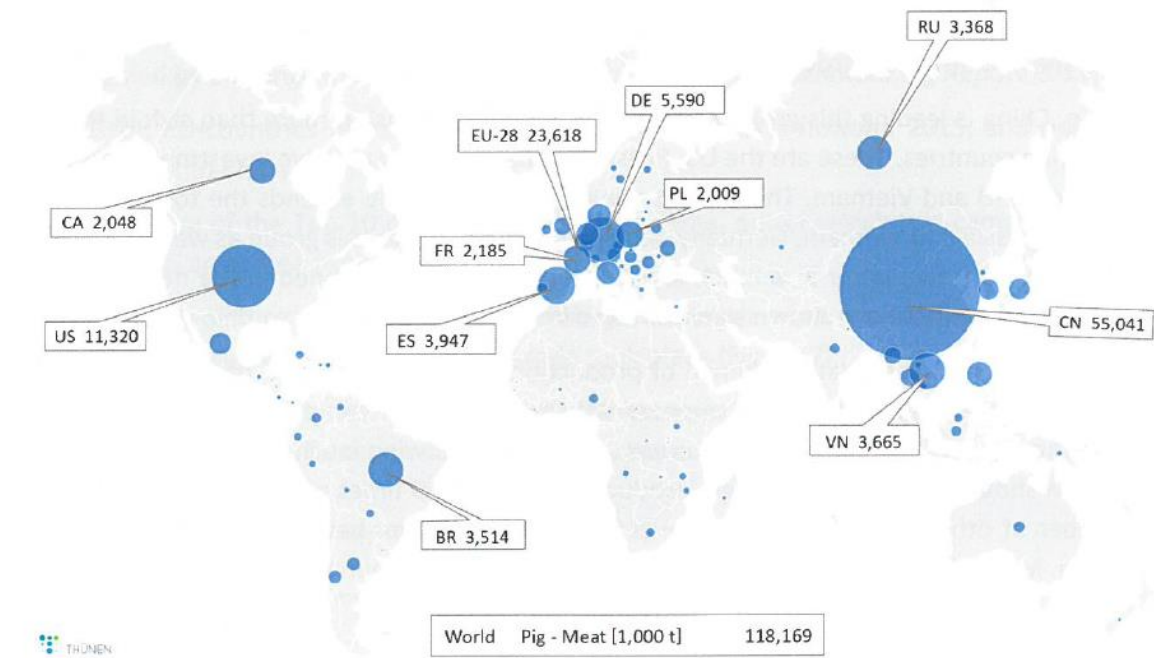 RU 3,368
DE 5,590
EU-28 23,618
PL 2,009
CA 2,048
FR 2,185
US 11,320
ES 3,947
CN 55,041
VN 3,665
BR 3,514
World Pig - Meat [1,000 t] 118,169
THÜNEN